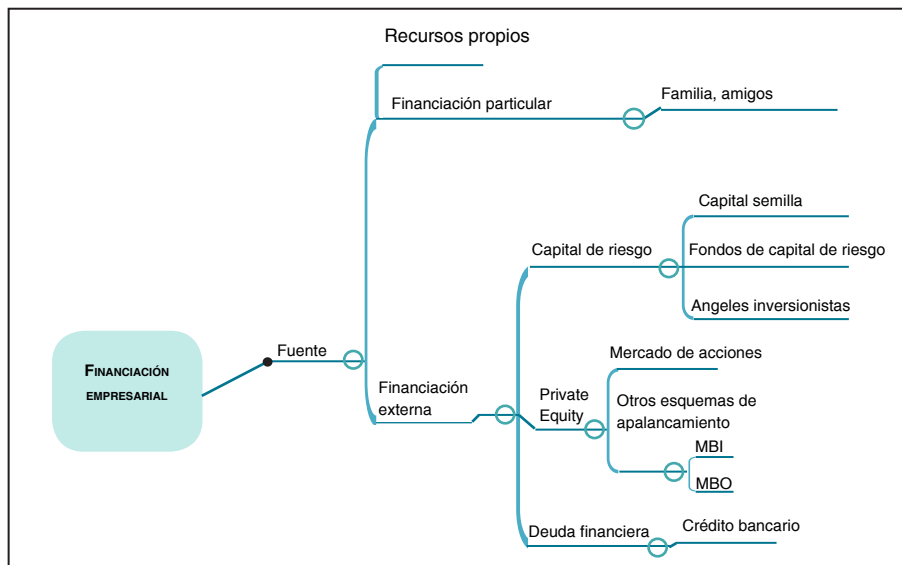 Recursos propios
Financiación particular
Familia, amigos
Capital semilla
Capital de riesgo
Fondos de capital de riesgo
Angeles inversionistas
FINANCIACIÓN
EMPRESARIAL
Fuente
Financiación
externa
Private
Equity
Mercado de acciones
Otros esquemas de
apalancamiento
MBI
MBO
Deuda financiera
Crédito bancario